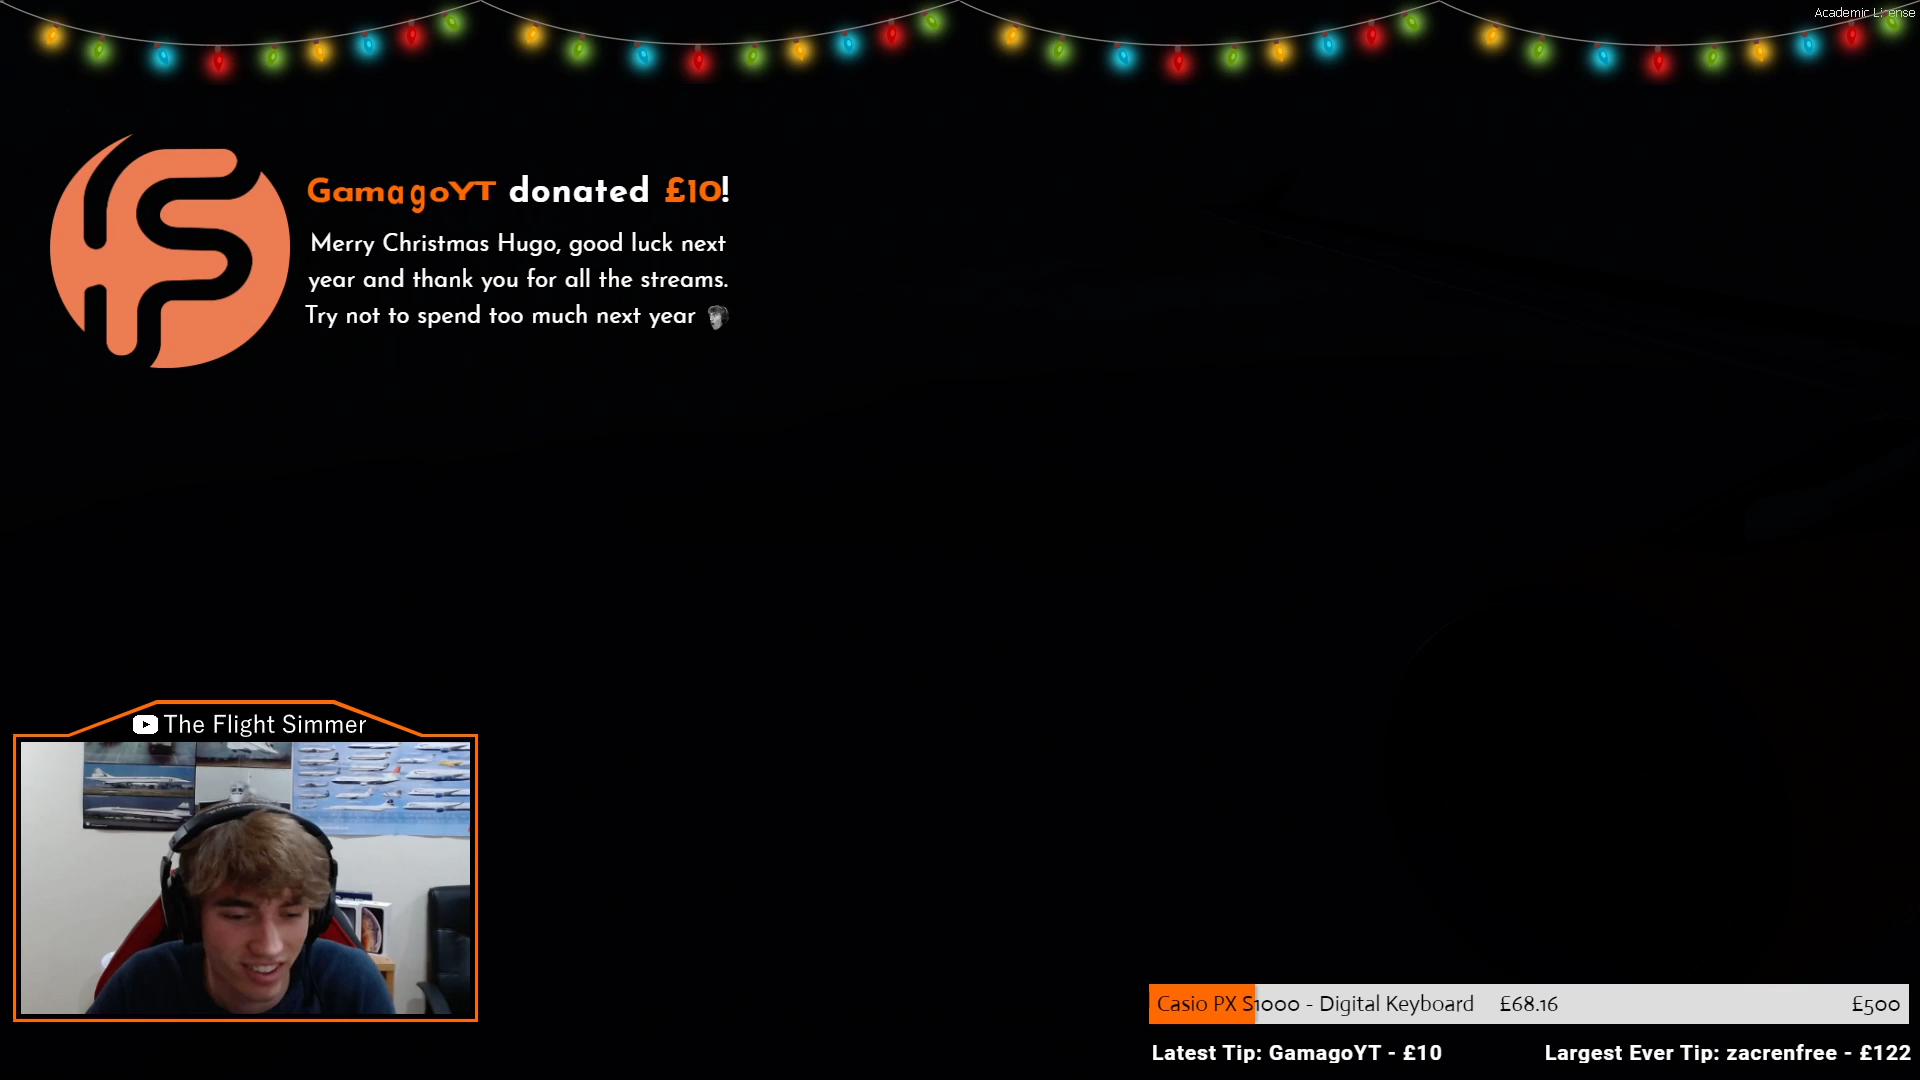 Academic License
GamagoYT donated £10!
Merry Christmas Hugo, good luck next
year and thank you for all the streams.
Try not to spend too much next year
The Flight Simmer
Casio PX S1000 - Digital Keyboard £68.16 £500
Latest Tip: GamagoYT - £10 Largest Ever Tip: zacrenfree - £122